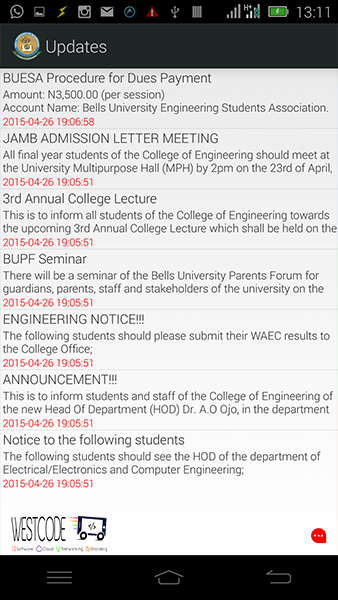 13:11
Updates
BUESA Procedure for Dues Payment
Amount: N3,500.00 (per session)
Account Name: Bells University Engineering Students Association.
2015-04-26 19:06:58
JAMB ADMISSION LETTER MEETING
All final year students of the College of Engineering should meet at
the University Multipurpose Hall (MPH) by 2pm on the 23rd of April,
2015-04-26 19:05:51
3rd Annual College Lecture
This is to inform all students of the College of Engineering towards
the upcoming 3rd Annual College Lecture which shall be held on the
2015-04-26 19:05:51
BUPF Seminar
There will be a seminar of the Bells University Parents Forum for
guardians, parents, staff and stakeholders of the university on the
2015-04-26 19:05:51
ENGINEERING NOTICE!!!
The following students should please submit their WAEC results to
the College Office;
2015-04-26 19:05:51
ANNOUNCEMENT!!!
This is to inform students and staff of the College of Engineering of
the new Head Of Department (HOD) Dr. A.O Ojo, in the department
2015-04-26 19:05:51
Notice to the following students
The following students should see the HOD of the department of
Electrical/Electronics and Computer Engineering;
2015-04-26 19:05:51
WESTCODE </>
Software Cloud Networking Branding